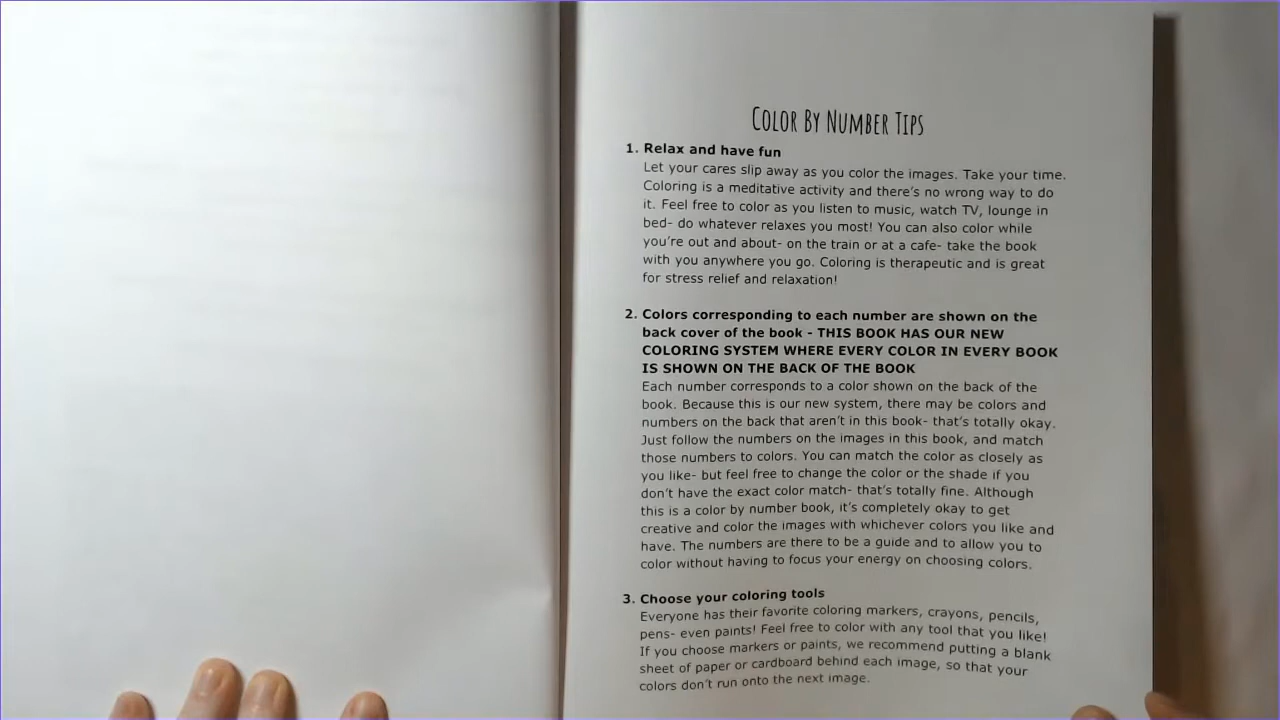 Color By Number Tips
1. Relax and have fun
Let your cares slip away as you color the images. Take your time.
Coloring is a meditative activity and there's no wrong way to do
it. Feel free to color as you listen to music, watch TV, lounge in
bed- do whatever relaxes you most! You can also color while
you're out and about- on the train or at a cafe- take the book
with you anywhere you go. Coloring is therapeutic and is great
for stress relief and relaxation!
2. Colors corresponding to each number are shown on the
back cover of the book - THIS BOOK HAS OUR NEW
COLORING SYSTEM WHERE EVERY COLOR IN EVERY BOOK
IS SHOWN ON THE BACK OF THE BOOK
Each number corresponds to a color shown on the back of the
book. Because this is our new system, there may be colors and
numbers on the back that aren't in this book- that's totally okay.
Just follow the numbers on the images in this book, and match
those numbers to colors. You can match the color as closely as
you like- but feel free to change the color or the shade if you
don't have the exact color match- that's totally fine. Although
this is a color by number book, it's completely okay to get
creative and color the images with whichever colors you like and
have. The numbers are there to be a guide and to allow you to
color without having to focus your energy on choosing colors.
3. Choose your coloring tools
Everyone has their favorite coloring markers, crayons, pencils,
pens- even paints! Feel free to color with any tool that you like!
If you choose markers or paints, we recommend putting a blank
sheet of paper or cardboard behind each image, so that your
colors don't run onto the next image.